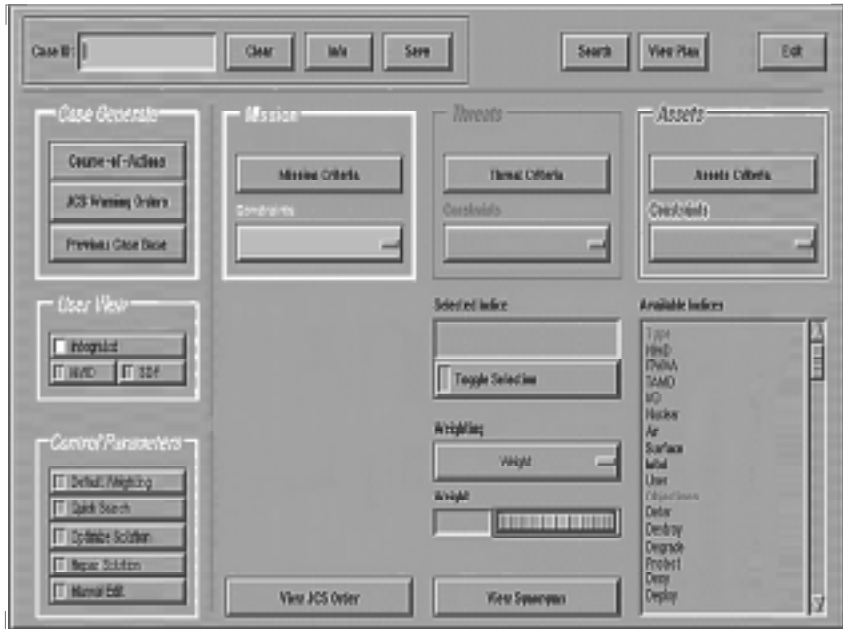 Case ID:
Clear
Info
Save
Search
View Plan
Exit
Case Generate
Course-of-Actions
JCS Warning Orders
Previous Case Base
Mission
Mission Criteria
Constraints
Threats
Threat Criteria
Constraints
Assets
Assets Criteria
Constraints
User View
Integrated
Control Parameters
Default Weighting
Quick Search
Optimize Solution
Repair Solution
Manual Edit
Selected Indice
Toggle Selection
Weighting
Weight
Weight
Available Indices
Type
TAMD
Nuclear
Air
Surface
User
Objectives
Deter
Destroy
Degrade
Protect
Deny
Deploy
View JCS Order
View Synonyms